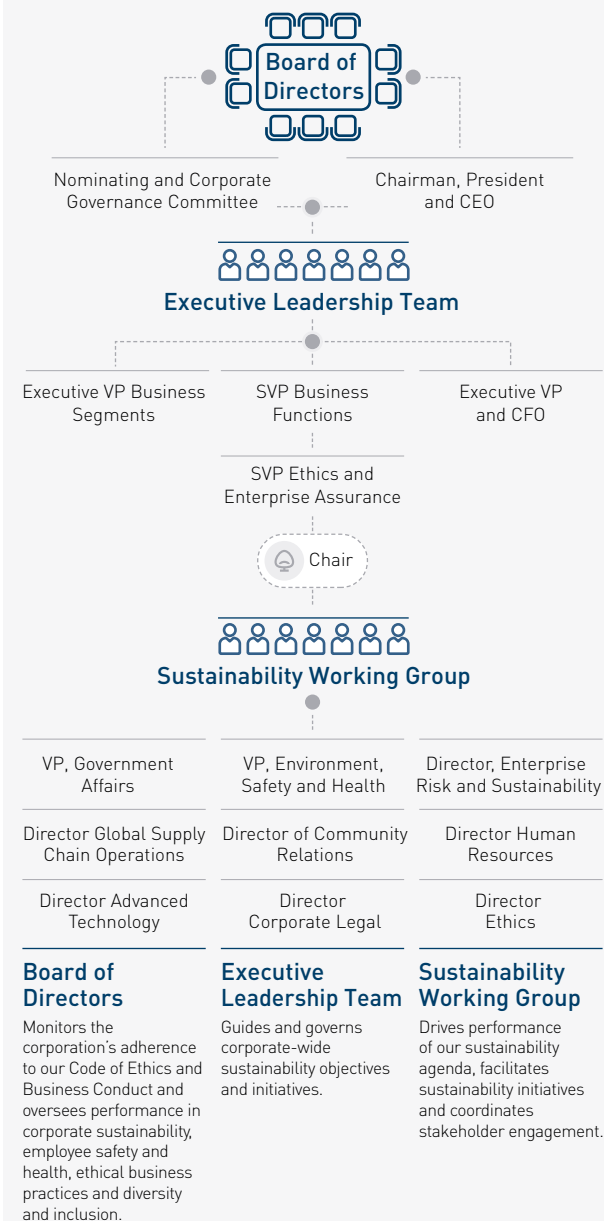 Board of
Directors
Nominating and Corporate
Governance Committee
Chairman, President
and CEO
Executive Leadership Team
Executive VP Business
Segments
SVP Business
Functions
Executive VP
and CFO
SVP Ethics and
Enterprise Assurance
Chair
Sustainability Working Group
VP, Government
Affairs
VP, Environment,
Safety and Health
Director, Enterprise
Risk and Sustainability
Director Global Supply
Chain Operations
Director of Community
Relations
Director Human
Resources
Director Advanced
Technology
Director
Corporate Legal
Director
Ethics
Board of
Directors
Monitors the
corporation's adherence
to our Code of Ethics and
Business Conduct and
oversees performance in
corporate sustainability,
employee safety and
health, ethical business
practices and diversity
and inclusion.
Executive
Leadership Team
Guides and governs
corporate-wide
sustainability objectives
and initiatives.
Sustainability
Working Group
Drives performance
of our sustainability
agenda, facilitates
sustainability initiatives
and coordinates
stakeholder engagement.